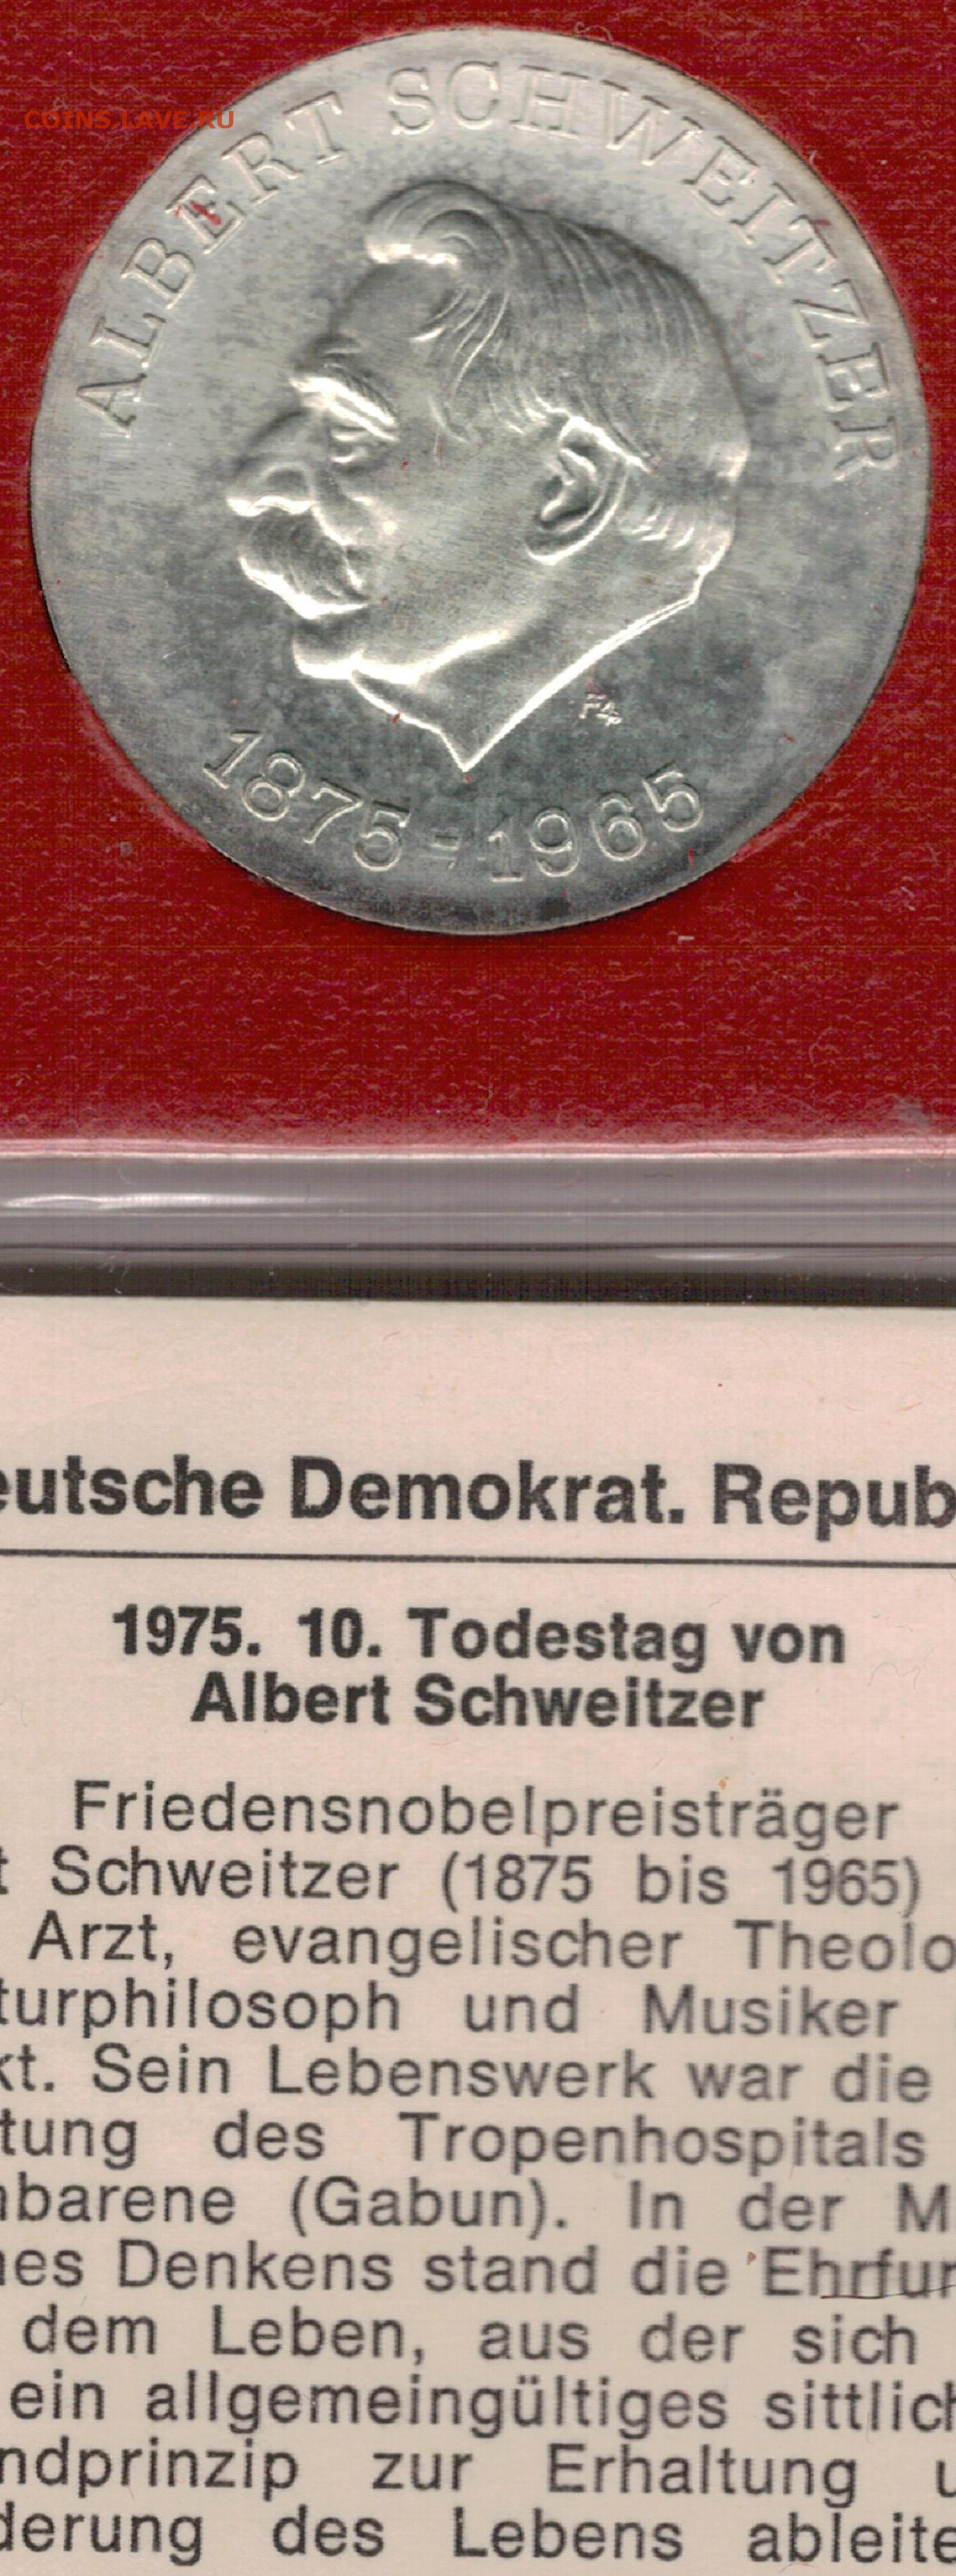 COINS.LAVE.RU
ALBERT SCHWEITZER
1875-1965
eutsche Demokrat. Repub
1975. 10. Todestag von
Albert Schweitzer
Friedensnobelpreisträger
t Schweitzer (1875 bis 1965)
Arzt, evangelischer Theolo
turphilosoph und Musiker
kt. Sein Lebenswerk war die
tung des Tropenhospitals
mbarene (Gabun). In der M
nes Denkens stand die Ehrfur
dem Leben, aus der sich
ein allgemeingültiges sittlich
ndprinzip zur Erhaltung u
derung des Lebens ableite